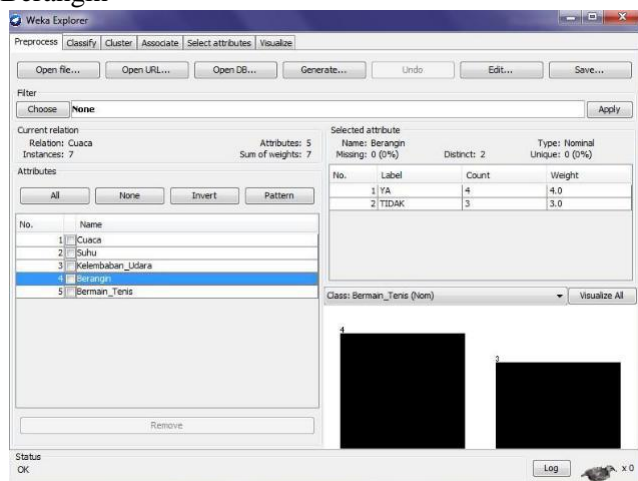 Berangin
Weka Explorer
Preprocess Classify Cluster Associate Select attributes Visualize
Open file... Open URL... Open DB... Generate... Undo Edit... Save...
Filter
Choose None Apply
Current relation
Relation: Cuaca Attributes: 5
Instances: 7 Sum of weights: 7
Selected attribute
Name: Berangin Type: Nominal
Missing: 0 (0%) Distinct: 2 Unique: 0 (0%)
Attributes
All None Invert Pattern
No. Name
1 Cuaca
2 Suhu
3 Kelembaban_Udara
4 Berangin
5 Bermain_Tenis
Remove
No. Label Count Weight
1 YA 4 4.0
2 TIDAK 3 3.0
Class: Bermain_Tenis (Nom) Visualize All
4
3
Status
OK
Log x 0